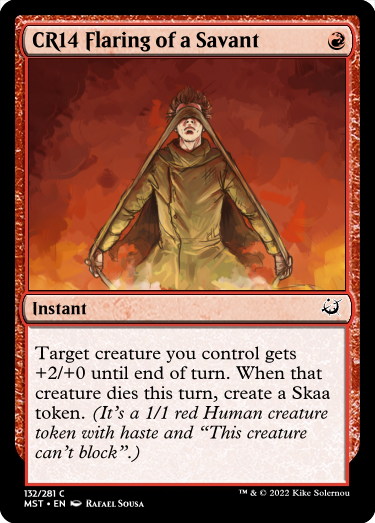 CR14 Flaring of a Savant
Instant
Target creature you control gets
+2/+0 until end of turn. When that
creature dies this turn, create a Skaa
token. (It's a 1/1 red Human creature
token with haste and “This creature
can't block”.)
132/281 C
MST • EN Rafael Sousa
™ & © 2022 Kike Solernou